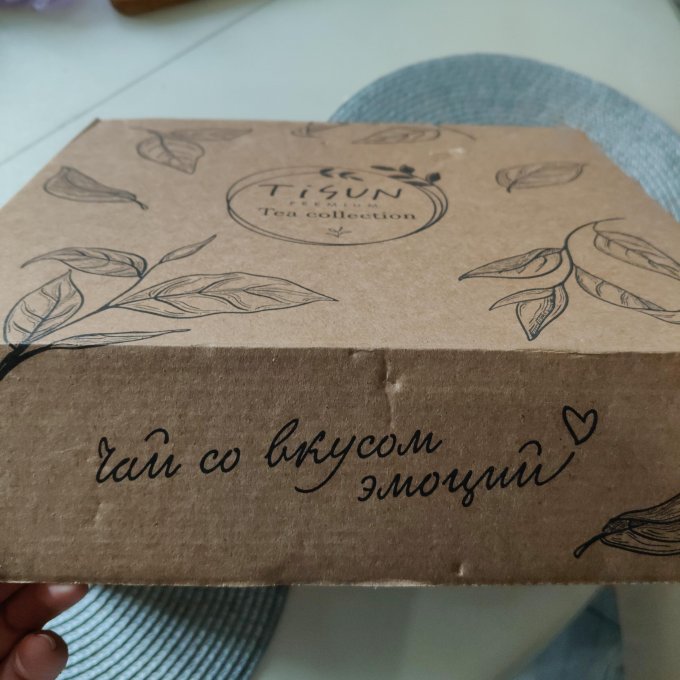 TiSUN
PREMIUM
Tea collection
Чай со вкусом
эмоций